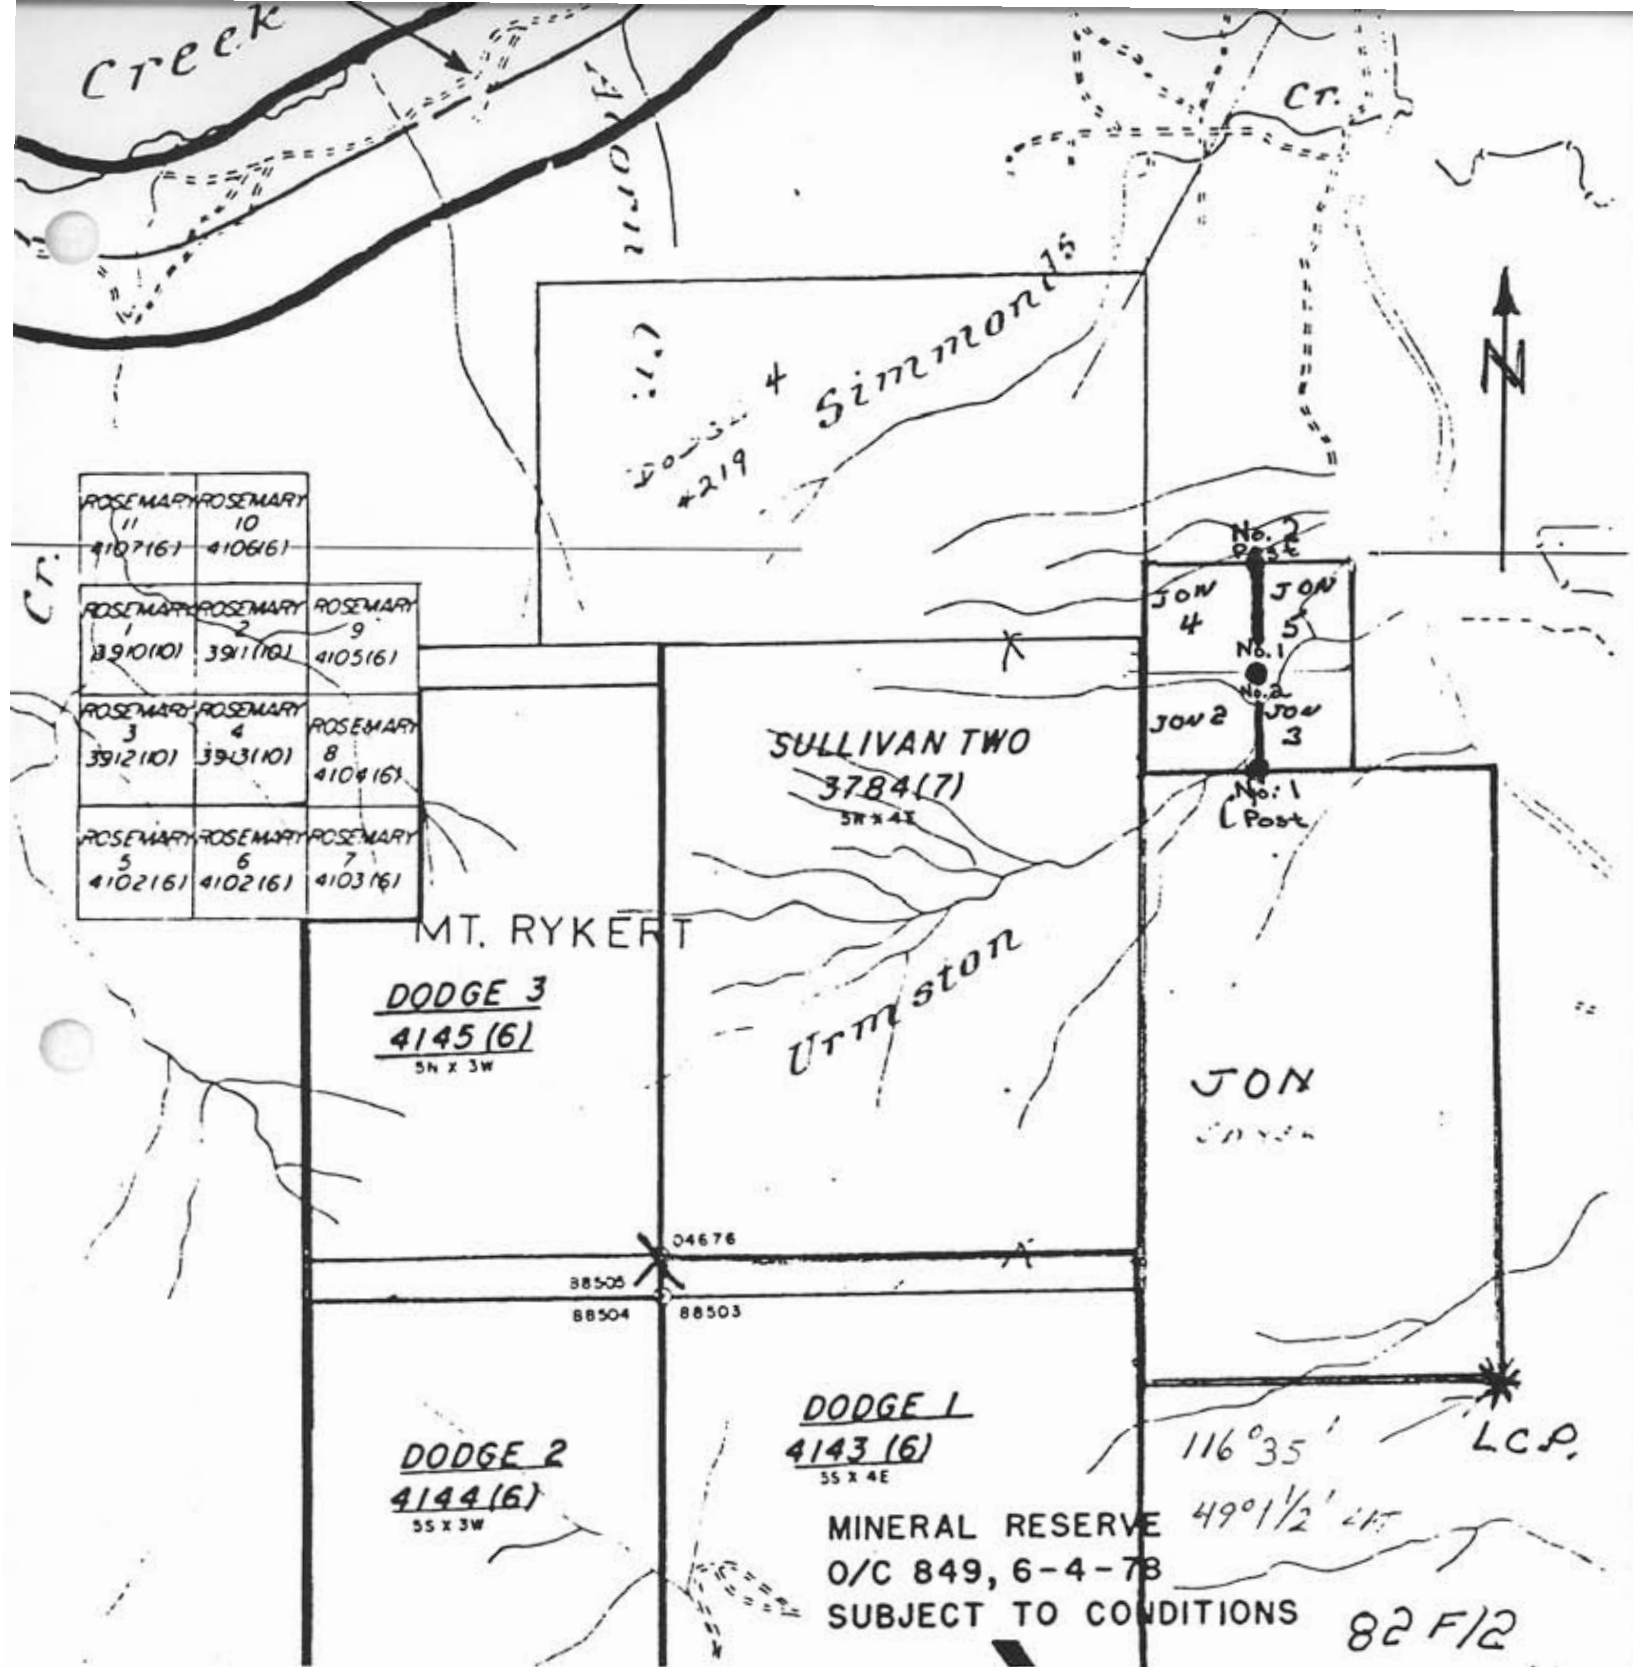 Creek
Cr.
Simmonds
4
#219
N
Cr.
ROSEMARY
11
4107(6)
ROSEMARY
10
4106(6)
ROSEMARY
1
3910(10)
ROSEMARY
2
3911(10)
ROSEMARY
9
4105(6)
ROSEMARY
3
3912(10)
ROSEMARY
4
3913(10)
ROSEMARY
8
4104(6)
ROSEMARY
5
4102(6)
ROSEMARY
6
4102(6)
ROSEMARY
7
4103(6)
Cr.
No. 2
Post
JON
4
JON
5
No. 1
No. 2
JON 2
JON
3
No. 1
Post
SULLIVAN TWO
3784(7)
5N X 4E
MT. RYKERT
Urmston
DODGE 3
4145(6)
5N X 3W
JON
04676
88505
88504
88503
DODGE 1
4143 (6)
5S X 4E
DODGE 2
4144(6)
5S X 3W
L.C.P.
116°35'
49°1 1/2'
MINERAL RESERVE
O/C 849, 6-4-78
SUBJECT TO CONDITIONS
82 F/2